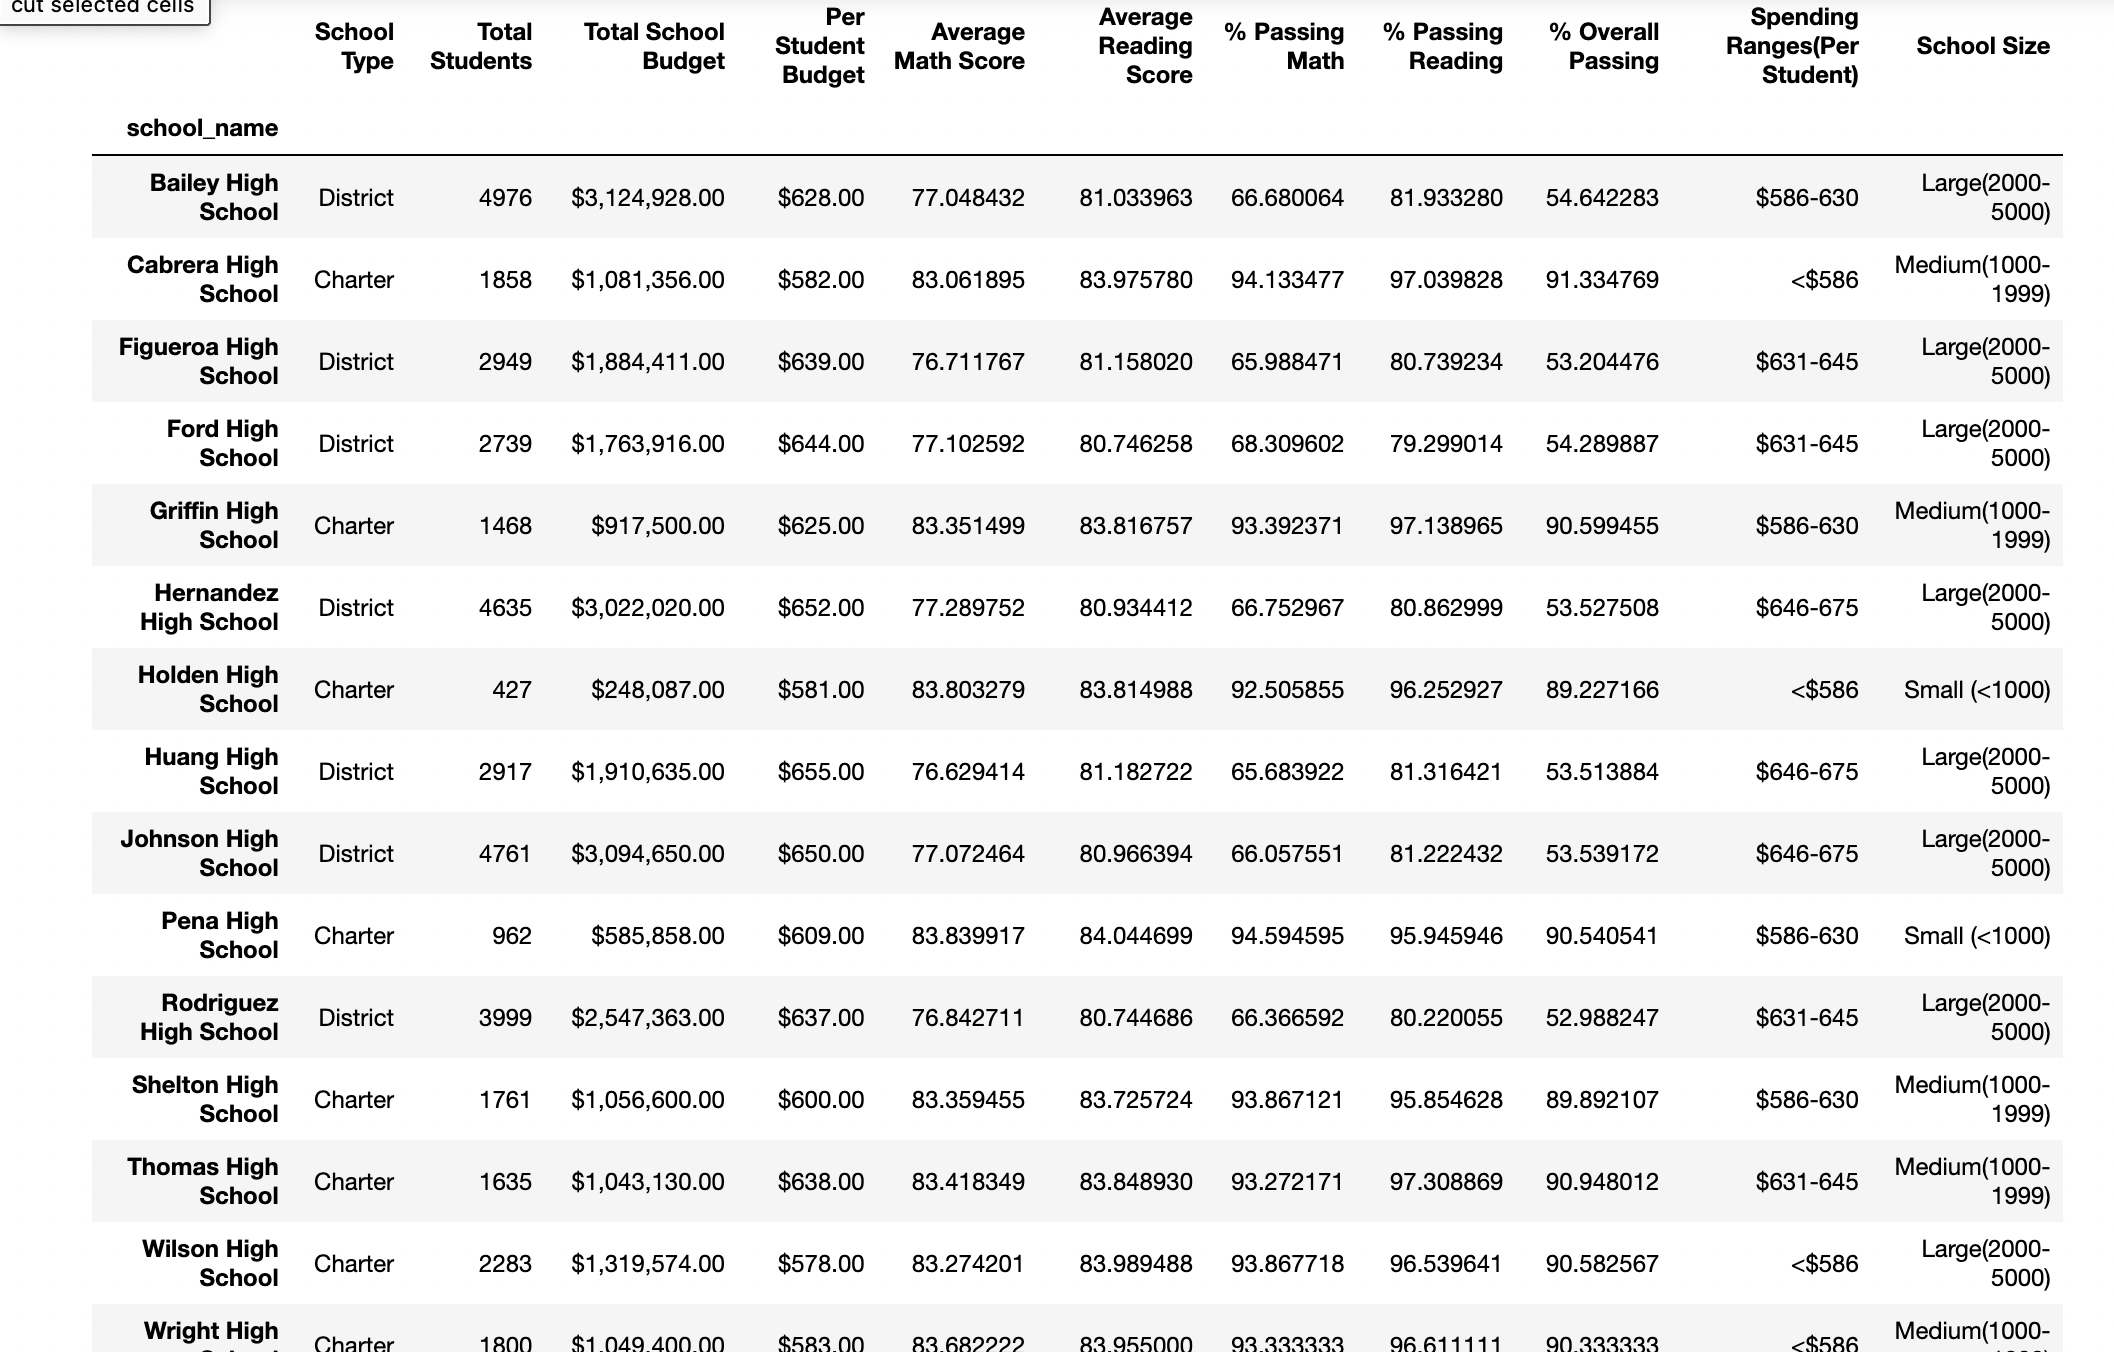 cut selected cells
School Type Total Students Total School Budget Per Student Budget Average Math Score Average Reading Score % Passing Math % Passing Reading % Overall Passing Spending Ranges(Per Student) School Size
school_name
Bailey High School District 4976 $3,124,928.00 $628.00 77.048432 81.033963 66.680064 81.933280 54.642283 $586-630 Large(2000-5000)
Cabrera High School Charter 1858 $1,081,356.00 $582.00 83.061895 83.975780 94.133477 97.039828 91.334769 <$586 Medium(1000-1999)
Figueroa High School District 2949 $1,884,411.00 $639.00 76.711767 81.158020 65.988471 80.739234 53.204476 $631-645 Large(2000-5000)
Ford High School District 2739 $1,763,916.00 $644.00 77.102592 80.746258 68.309602 79.299014 54.289887 $631-645 Large(2000-5000)
Griffin High School Charter 1468 $917,500.00 $625.00 83.351499 83.816757 93.392371 97.138965 90.599455 $586-630 Medium(1000-1999)
Hernandez High School District 4635 $3,022,020.00 $652.00 77.289752 80.934412 66.752967 80.862999 53.527508 $646-675 Large(2000-5000)
Holden High School Charter 427 $248,087.00 $581.00 83.803279 83.814988 92.505855 96.252927 89.227166 <$586 Small (<1000)
Huang High School District 2917 $1,910,635.00 $655.00 76.629414 81.182722 65.683922 81.316421 53.513884 $646-675 Large(2000-5000)
Johnson High School District 4761 $3,094,650.00 $650.00 77.072464 80.966394 66.057551 81.222432 53.539172 $646-675 Large(2000-5000)
Pena High School Charter 962 $585,858.00 $609.00 83.839917 84.044699 94.594595 95.945946 90.540541 $586-630 Small (<1000)
Rodriguez High School District 3999 $2,547,363.00 $637.00 76.842711 80.744686 66.366592 80.220055 52.988247 $631-645 Large(2000-5000)
Shelton High School Charter 1761 $1,056,600.00 $600.00 83.359455 83.725724 93.867121 95.854628 89.892107 $586-630 Medium(1000-1999)
Thomas High School Charter 1635 $1,043,130.00 $638.00 83.418349 83.848930 93.272171 97.308869 90.948012 $631-645 Medium(1000-1999)
Wilson High School Charter 2283 $1,319,574.00 $578.00 83.274201 83.989488 93.867718 96.539641 90.582567 <$586 Large(2000-5000)
Wright High Charter 1800 $1,049,400.00 $583.00 83.682222 83.955000 93.333333 96.611111 90.333333 <$586 Medium(1000-